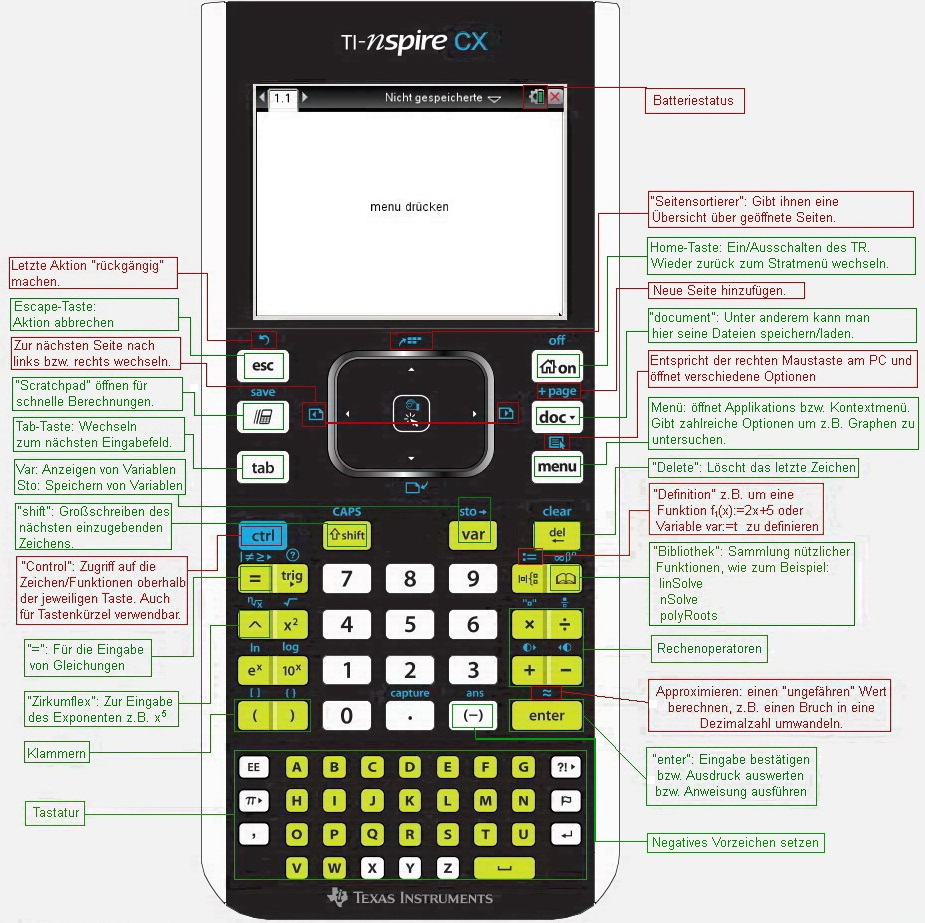 TI-nspire CX
1.1
Nicht gespeicherte
menu drücken
Batteriestatus
"Seitensortierer": Gibt ihnen eine
Übersicht über geöffnete Seiten.
Home-Taste: Ein/Ausschalten des TR.
Wieder zurück zum Stratmenü wechseln.
Neue Seite hinzufügen.
"document": Unter anderem kann man
hier seine Dateien speichern/laden.
Entspricht der rechten Maustaste am PC und
öffnet verschiedene Optionen
Menü: öffnet Applikations bzw. Kontextmenü.
Gibt zahlreiche Optionen um z.B. Graphen zu
untersuchen.
"Delete": Löscht das letzte Zeichen
"Definition" z.B. um eine
Funktion f₁(x):=2x+5 oder
Variable var:=t zu definieren
"Bibliothek": Sammlung nützlicher
Funktionen, wie zum Beispiel:
linSolve
nSolve
polyRoots
Rechenoperatoren
Approximieren: einen "ungefähren" Wert
berechnen, z.B. einen Bruch in eine
Dezimalzahl umwandeln.
"enter": Eingabe bestätigen
bzw. Ausdruck auswerten
bzw. Anweisung ausführen
Negatives Vorzeichen setzen
Letzte Aktion "rückgängig"
machen.
Escape-Taste:
Aktion abbrechen
Zur nächsten Seite nach
links bzw. rechts wechseln.
"Scratchpad" öffnen für
schnelle Berechnungen.
Tab-Taste: Wechseln
zum nächsten Eingabefeld.
Var: Anzeigen von Variablen
Sto: Speichern von Variablen
"shift": Großschreiben des
nächsten einzugebenden
Zeichens.
"Control": Zugriff auf die
Zeichen/Funktionen oberhalb
der jeweiligen Taste. Auch
für Tastenkürzel verwendbar.
"=": Für die Eingabe
von Gleichungen
"Zirkumflex": Zur Eingabe
des Exponenten z.B. x⁵
Klammern
Tastatur
off
esc
on
save
+page
doc
tab
menu
CAPS
sto→
clear
ctrl
shift
var
del
|≠≥▸
?
:=
∞β°
=
trig
7
8
9
|□|{
ⁿ√x
√
"□"
^
x²
4
5
6
×
÷
ln
log
eˣ
10ˣ
1
2
3
+
−
[ ]
{ }
capture
ans
≈
(
)
0
.
(−)
enter
EE
A
B
C
D
E
F
G
?!▸
π▸
H
I
J
K
L
M
N
,
O
P
Q
R
S
T
U
V
W
X
Y
Z
TEXAS INSTRUMENTS